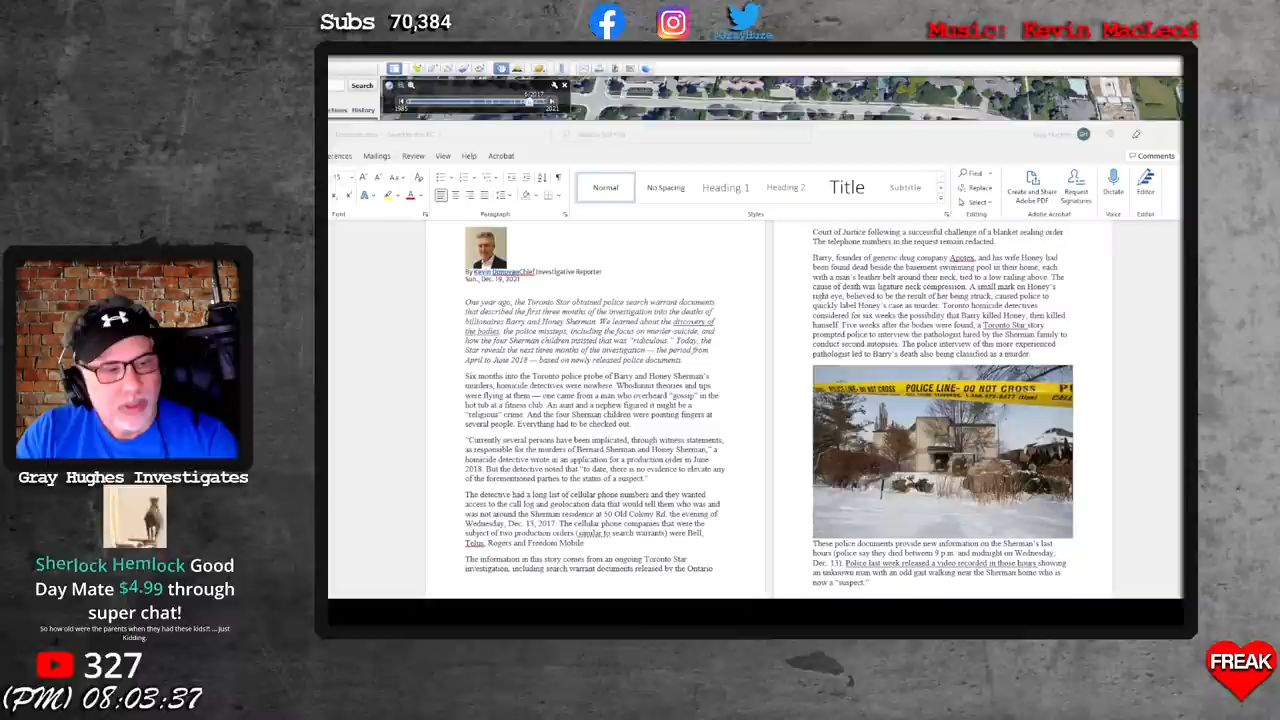 Subs 70,384
@GrayHuze
Music: Kevin MacLeod
Search
ctions History
1985
6/2017
2021
erences Mailings Review View Help Acrobat
Comments
15
Normal
No Spacing
Heading 1
Heading 2
Title
Subtitle
Find
Replace
Select
Create and Share
Adobe PDF
Request
Signatures
Dictate
Editor
Font
Paragraph
Styles
Editing
Adobe Acrobat
Voice
Editor
By Kevin DonovanChief Investigative Reporter
Sun., Dec. 19, 2021
One year ago, the Toronto Star obtained police search warrant documents
that described the first three months of the investigation into the deaths of
billionaires Barry and Honey Sherman. We learned about the discovery of
the bodies, the police missteps, including the focus on murder-suicide, and
how the four Sherman children insisted that was “ridiculous.” Today, the
Star reveals the next three months of the investigation — the period from
April to June 2018 — based on newly released police documents.
Six months into the Toronto police probe of Barry and Honey Sherman’s
murders, homicide detectives were nowhere. Whodunnit theories and tips
were flying at them — one came from a man who overheard “gossip” in the
hot tub at a fitness club. An aunt and a nephew figured it might be a
“religious” crime. And the four Sherman children were pointing fingers at
several people. Everything had to be checked out.
“Currently several persons have been implicated, through witness statements,
as responsible for the murders of Bernard Sherman and Honey Sherman,” a
homicide detective wrote in an application for a production order in June
2018. But the detective noted that “to date, there is no evidence to elevate any
of the forementioned parties to the status of a suspect.”
The detective had a long list of cellular phone numbers and they wanted
access to the call log and geolocation data that would tell them who was and
was not around the Sherman residence at 50 Old Colony Rd. the evening of
Wednesday, Dec. 13, 2017. The cellular phone companies that were the
subject of two production orders (similar to search warrants) were Bell,
Telus, Rogers and Freedom Mobile
The information in this story comes from an ongoing Toronto Star
investigation, including search warrant documents released by the Ontario
Court of Justice following a successful challenge of a blanket sealing order.
The telephone numbers in the request remain redacted.
Barry, founder of generic drug company Apotex, and his wife Honey had
been found dead beside the basement swimming pool in their home, each
with a man’s leather belt around their neck, tied to a low railing above. The
cause of death was ligature neck compression. A small mark on Honey’s
right eye, believed to be the result of her being struck, caused police to
quickly label Honey’s case as murder. Toronto homicide detectives
considered for six weeks the possibility that Barry killed Honey, then killed
himself. Five weeks after the bodies were found, a Toronto Star story
prompted police to interview the pathologist hired by the Sherman family to
conduct second autopsies. The police interview of this more experienced
pathologist led to Barry’s death also being classified as a murder.
POLICE LINE- DO NOT CROSS
These police documents provide new information on the Sherman’s last
hours (police say they died between 9 p.m. and midnight on Wednesday,
Dec. 13). Police last week released a video recorded in those hours showing
an unknown man with an odd gait walking near the Sherman home who is
now a “suspect.”
Gray Hughes Investigates
Sherlock Hemlock Good
Day Mate $4.99 through
super chat!
So how old were the parents when they had these kids?! ... Just
Kidding.
327
(PM) 08:03:37
FREAK